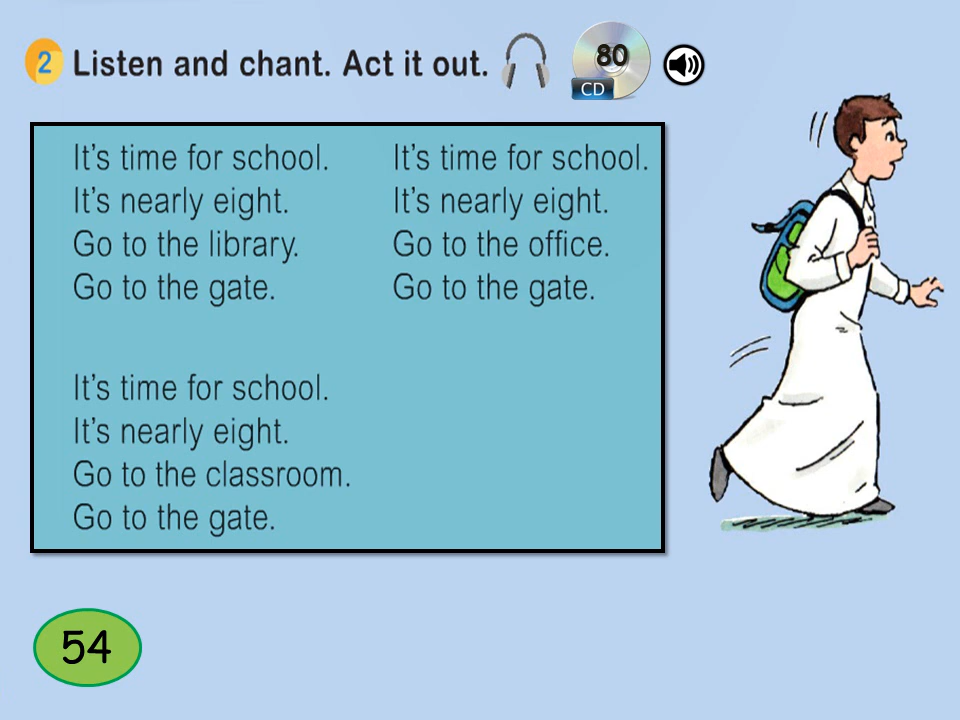 2 Listen and chant. Act it out.
80
CD
It's time for school.
It's nearly eight.
Go to the library.
Go to the gate.
It's time for school.
It's nearly eight.
Go to the office.
Go to the gate.
It's time for school.
It's nearly eight.
Go to the classroom.
Go to the gate.
54